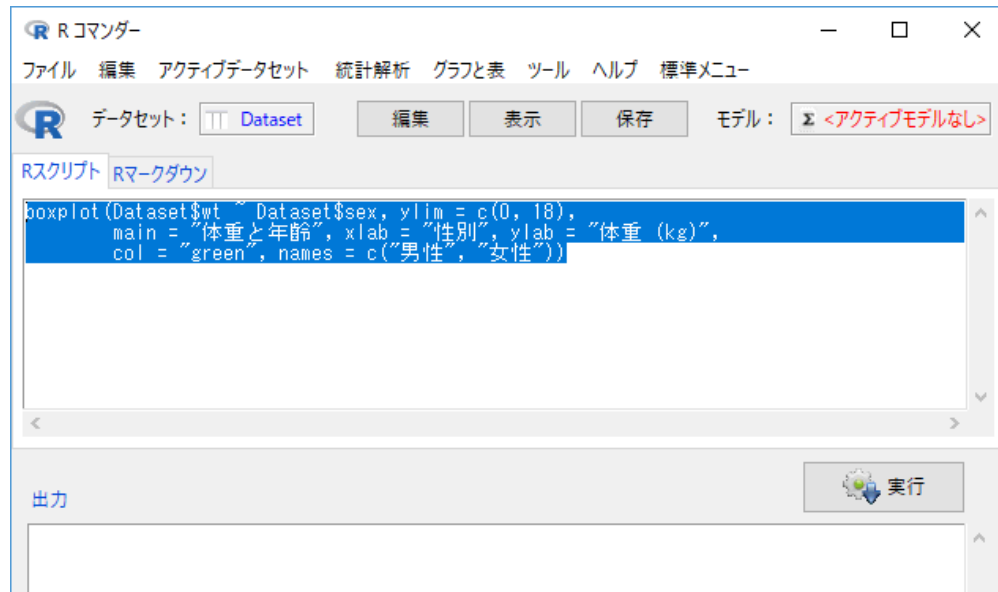 R コマンダー
ファイル 編集 アクティブデータセット 統計解析 グラフと表 ツール ヘルプ 標準メニュー
R データセット： Dataset 編集 表示 保存 モデル： Σ <アクティブモデルなし>
Rスクリプト Rマークダウン
boxplot(Dataset$wt ~ Dataset$sex, ylim = c(0, 18),
main = "体重と年齢", xlab = "性別", ylab = "体重 (kg)",
col = "green", names = c("男性", "女性"))
実行
出力